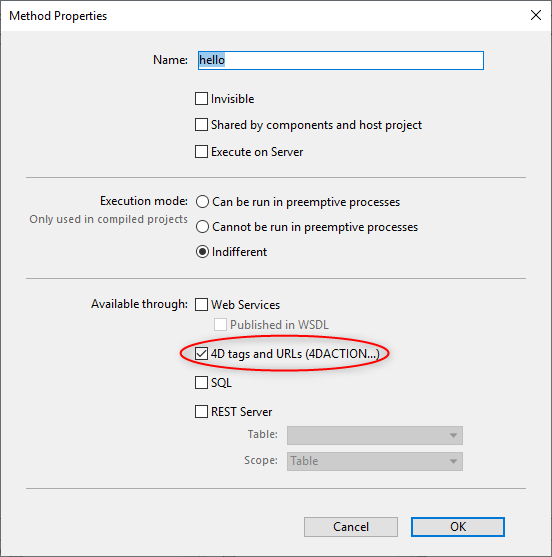 Method Properties
Name: hello
Invisible
Shared by components and host project
Execute on Server
Execution mode: Can be run in preemptive processes
Only used in compiled projects
Cannot be run in preemptive processes
Indifferent
Available through: Web Services
Published in WSDL
4D tags and URLs (4DACTION...)
SQL
REST Server
Table:
Scope: Table
Cancel OK